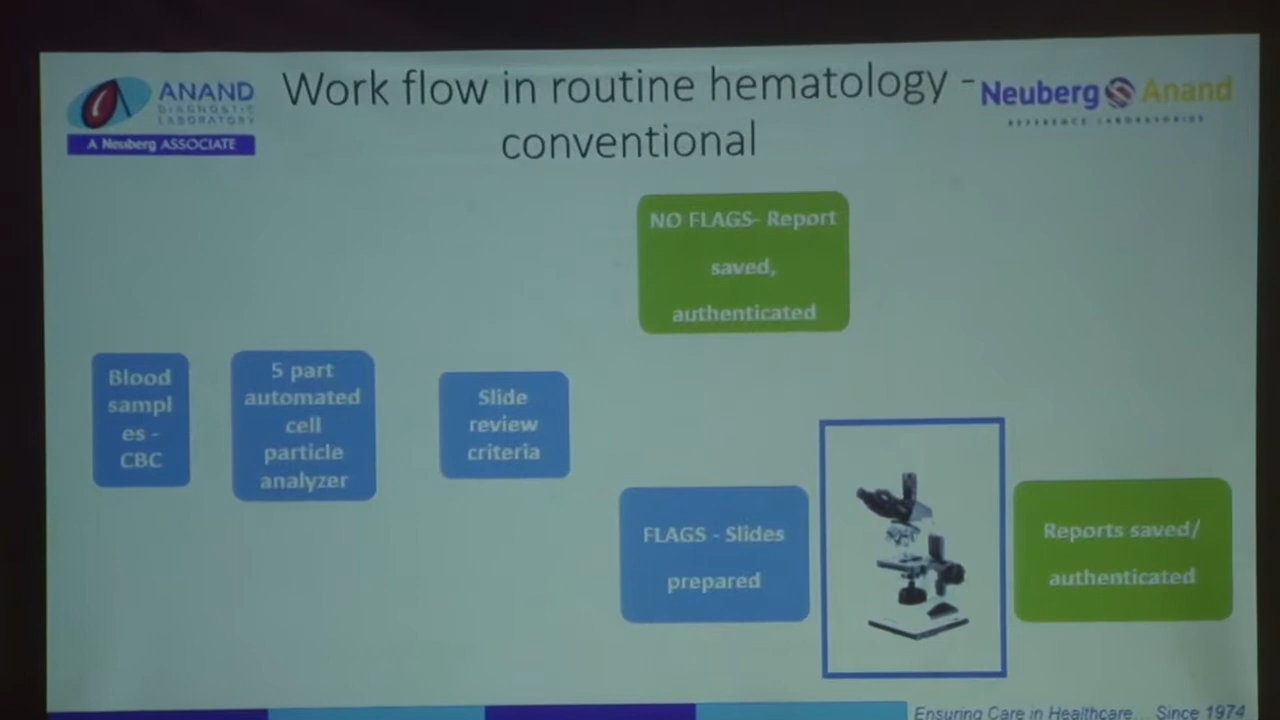 ANAND
DIAGNOSTIC
LABORATORY
A Neuberg ASSOCIATE
Work flow in routine hematology -
conventional
Neuberg Anand
REFERENCE LABORATORIES
NO FLAGS- Report
saved,
authenticated
Blood
sampl
es -
CBC
5 part
automated
cell
particle
analyzer
Slide
review
criteria
FLAGS - Slides
prepared
Reports saved/
authenticated
Ensuring Care in Healthcare... Since 1974